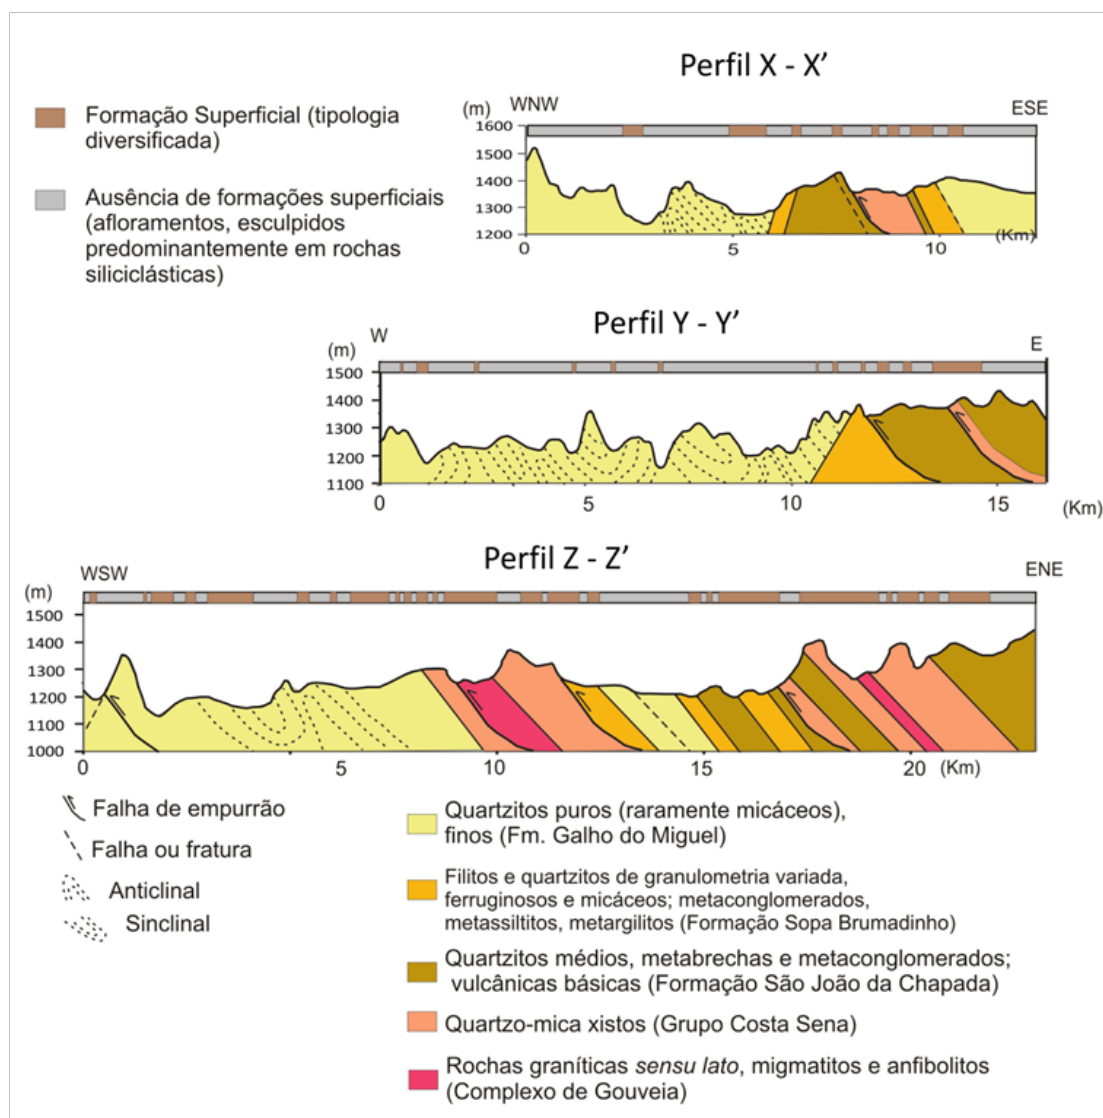 Perfil X - X’
Formação Superficial (tipologia
diversificada)
Ausência de formações superficiais
(afloramentos, esculpidos
predominantemente em rochas
siliciclásticas)
(m)
WNW
ESE
1600
1500
1400
1300
1200
0
5
10
(Km)
Perfil Y - Y’
W
E
(m)
1500
1400
1300
1200
1100
0
5
10
15
(Km)
Perfil Z - Z’
WSW
ENE
(m)
1500
1400
1300
1200
1100
1000
0
5
10
15
20
(Km)
Falha de empurrão
Falha ou fratura
Anticlinal
Sinclinal
Quartzitos puros (raramente micáceos),
finos (Fm. Galho do Miguel)
Filitos e quartzitos de granulometria variada,
ferruginosos e micáceos; metaconglomerados,
metassiltitos, metargilitos (Formação Sopa Brumadinho)
Quartzitos médios, metabrechas e metaconglomerados;
vulcânicas básicas (Formação São João da Chapada)
Quartzo-mica xistos (Grupo Costa Sena)
Rochas graníticas sensu lato, migmatitos e anfibolitos
(Complexo de Gouveia)